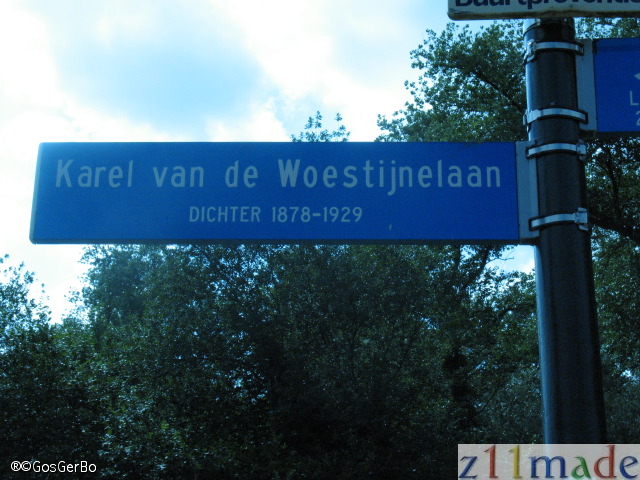 Karel van de Woestijnelaan
DICHTER 1878-1929
®©GosGerBo
z11made